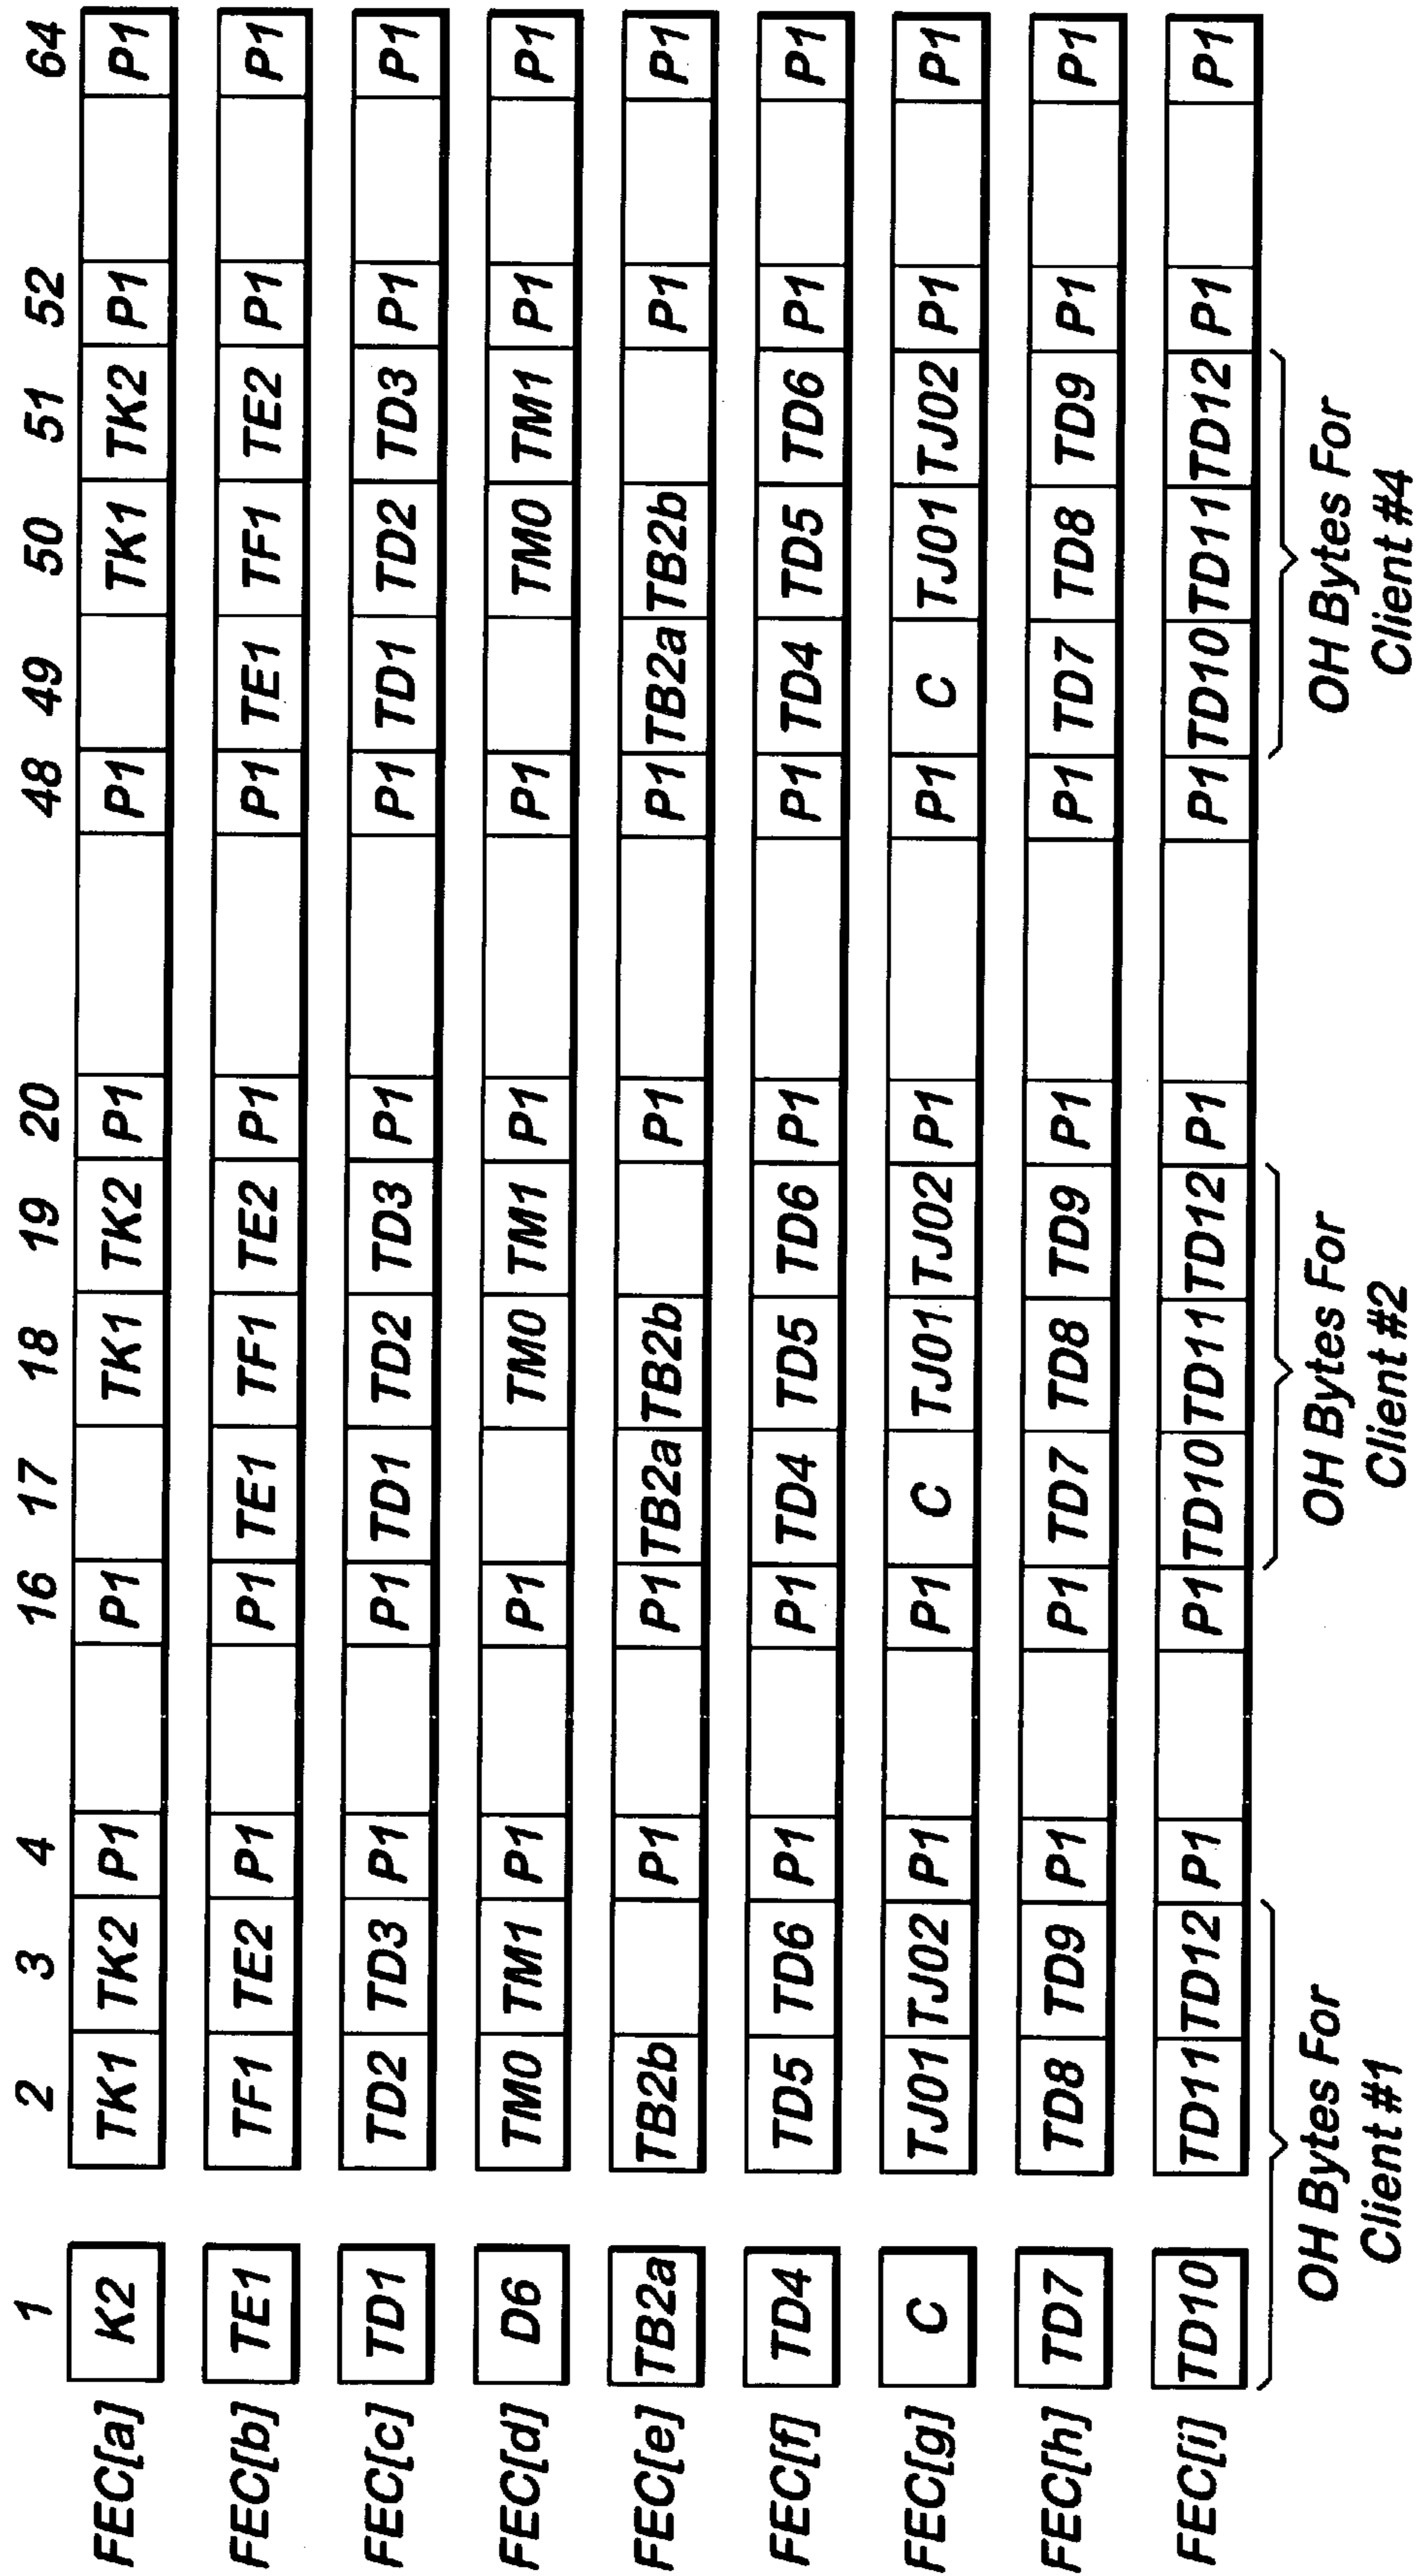 1 2 3 4 16 17 18 19 20 48 49 50 51 52 64
FEC[a] K2 TK1 TK2 P1 P1 TK1 TK2 P1 P1 TK1 TK2 P1 P1
FEC[b] TE1 TF1 TE2 P1 P1 TE1 TF1 TE2 P1 P1 TE1 TF1 TE2 P1 P1
FEC[c] TD1 TD2 TD3 P1 P1 TD1 TD2 TD3 P1 P1 TD1 TD2 TD3 P1 P1
FEC[d] D6 TM0 TM1 P1 P1 TM0 TM1 P1 P1 TM0 TM1 P1 P1
FEC[e] TB2a TB2b P1 P1 TB2a TB2b P1 P1 TB2a TB2b P1 P1
FEC[f] TD4 TD5 TD6 P1 P1 TD4 TD5 TD6 P1 P1 TD4 TD5 TD6 P1 P1
FEC[g] C TJ01 TJ02 P1 P1 C TJ01 TJ02 P1 P1 C TJ01 TJ02 P1 P1
FEC[h] TD7 TD8 TD9 P1 P1 TD7 TD8 TD9 P1 P1 TD7 TD8 TD9 P1 P1
FEC[i] TD10 TD11 TD12 P1 P1 TD10 TD11 TD12 P1 P1 TD10 TD11 TD12 P1 P1
OH Bytes For
Client #1
OH Bytes For
Client #2
OH Bytes For
Client #4